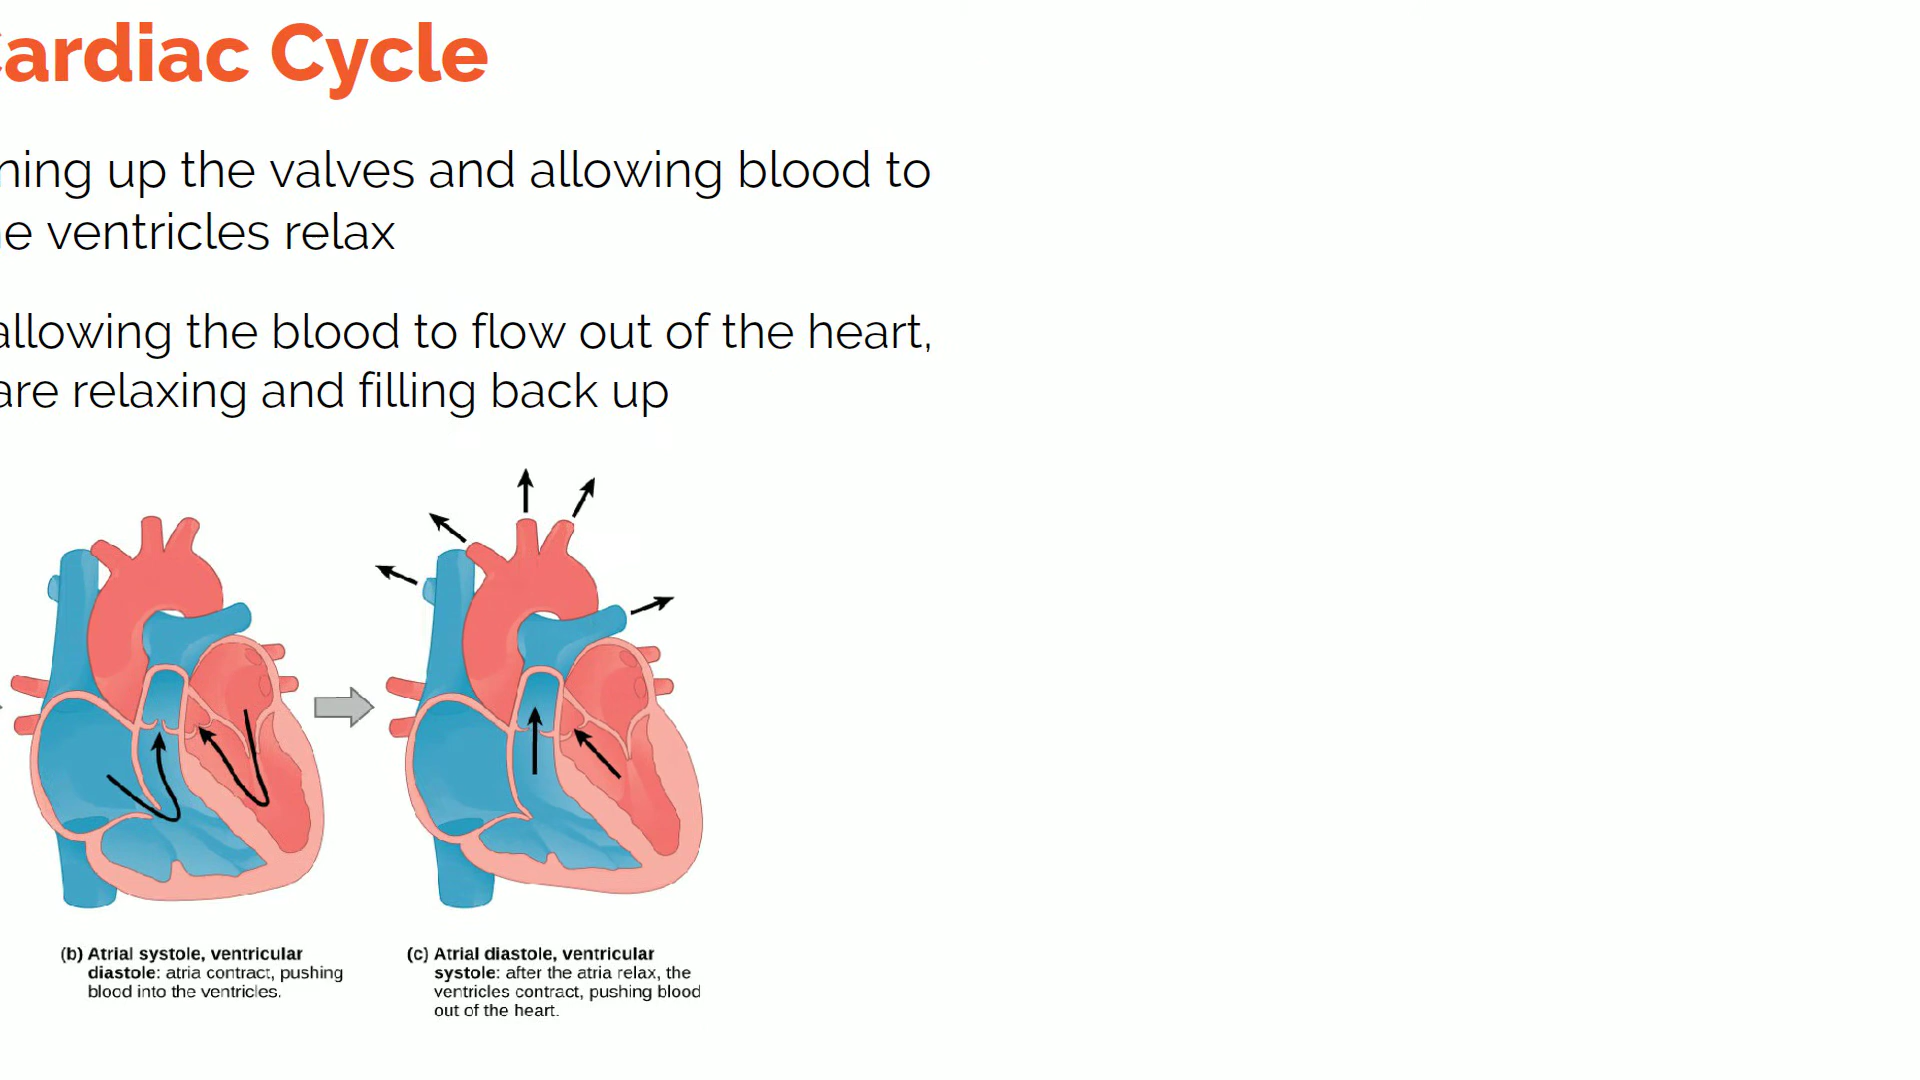 Cardiac Cycle
ning up the valves and allowing blood to
e ventricles relax
allowing the blood to flow out of the heart,
are relaxing and filling back up
(b) Atrial systole, ventricular
diastole: atria contract, pushing
blood into the ventricles.
(c) Atrial diastole, ventricular
systole: after the atria relax, the
ventricles contract, pushing blood
out of the heart.